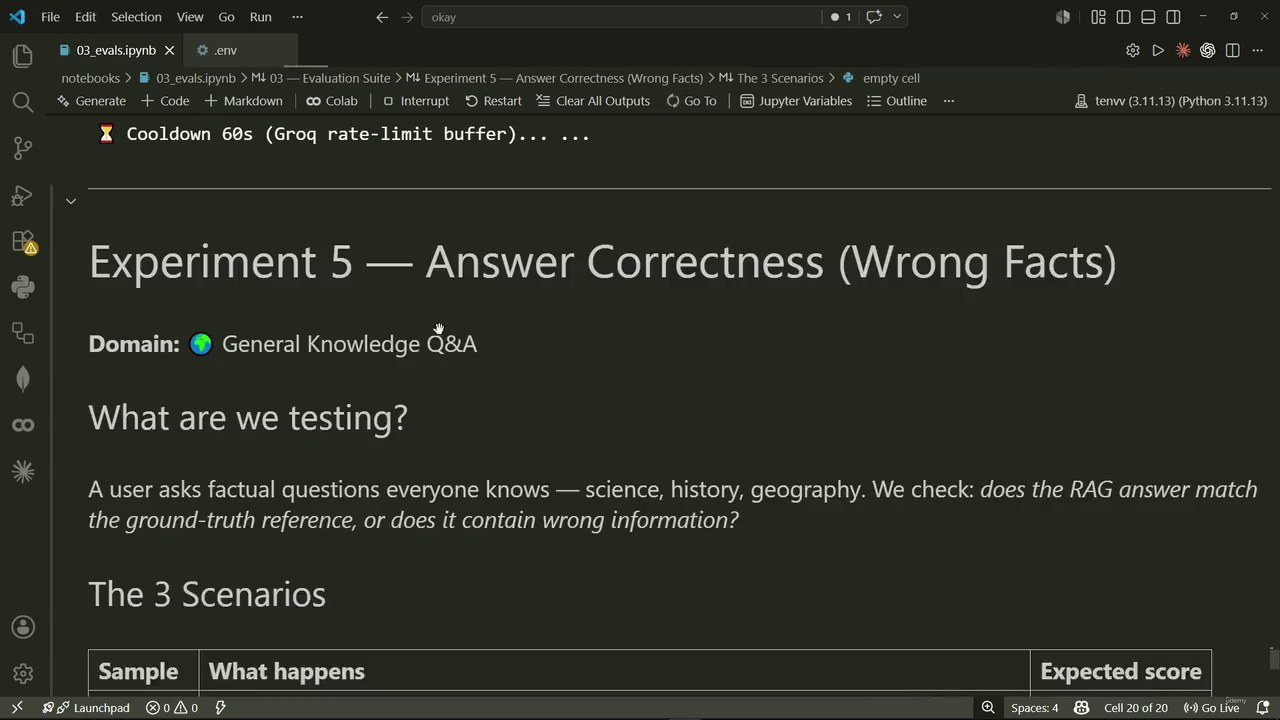 File Edit Selection View Go Run ··· okay 1
03_evals.ipynb .env
notebooks > 03_evals.ipynb > M↓ 03 — Evaluation Suite > M↓ Experiment 5 — Answer Correctness (Wrong Facts) > M↓ The 3 Scenarios > empty cell
Generate + Code + Markdown Colab Interrupt Restart Clear All Outputs Go To Jupyter Variables Outline ··· tenvv (3.11.13) (Python 3.11.13)
⏳ Cooldown 60s (Groq rate-limit buffer)... ...
Experiment 5 — Answer Correctness (Wrong Facts)
Domain: 🌍 General Knowledge Q&A
What are we testing?
A user asks factual questions everyone knows — science, history, geography. We check: does the RAG answer match
the ground-truth reference, or does it contain wrong information?
The 3 Scenarios
Sample What happens Expected score
Launchpad 0 0 Spaces: 4 Cell 20 of 20 Go Live
Udemy